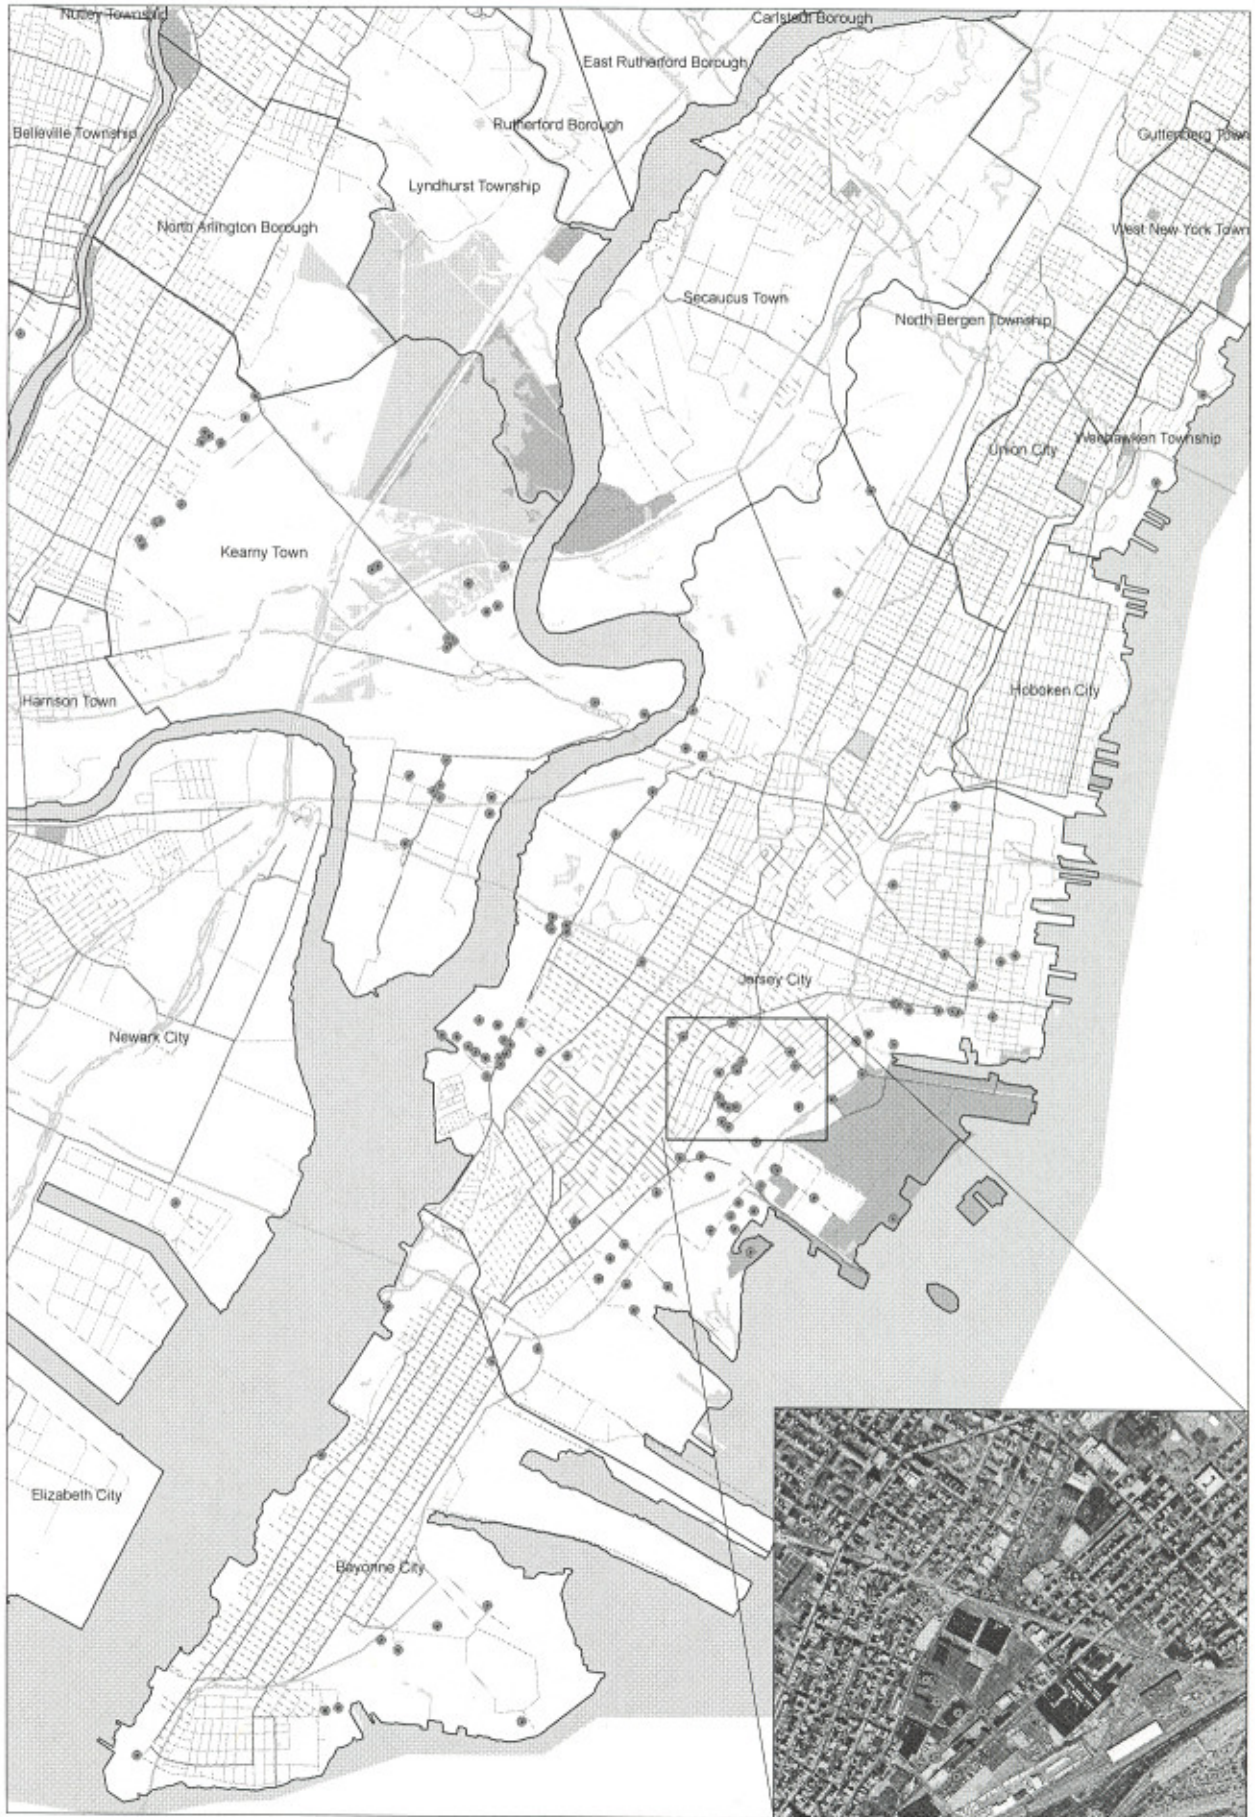 Nutley Township
Carlstadt Borough
East Rutherford Borough
Belleville Township
Rutherford Borough
Guttenberg Town
Lyndhurst Township
North Arlington Borough
West New York Town
Secaucus Town
North Bergen Township
Weehawken Township
Union City
Kearny Town
Harrison Town
Hoboken City
Jersey City
Newark City
Elizabeth City
Bayonne City